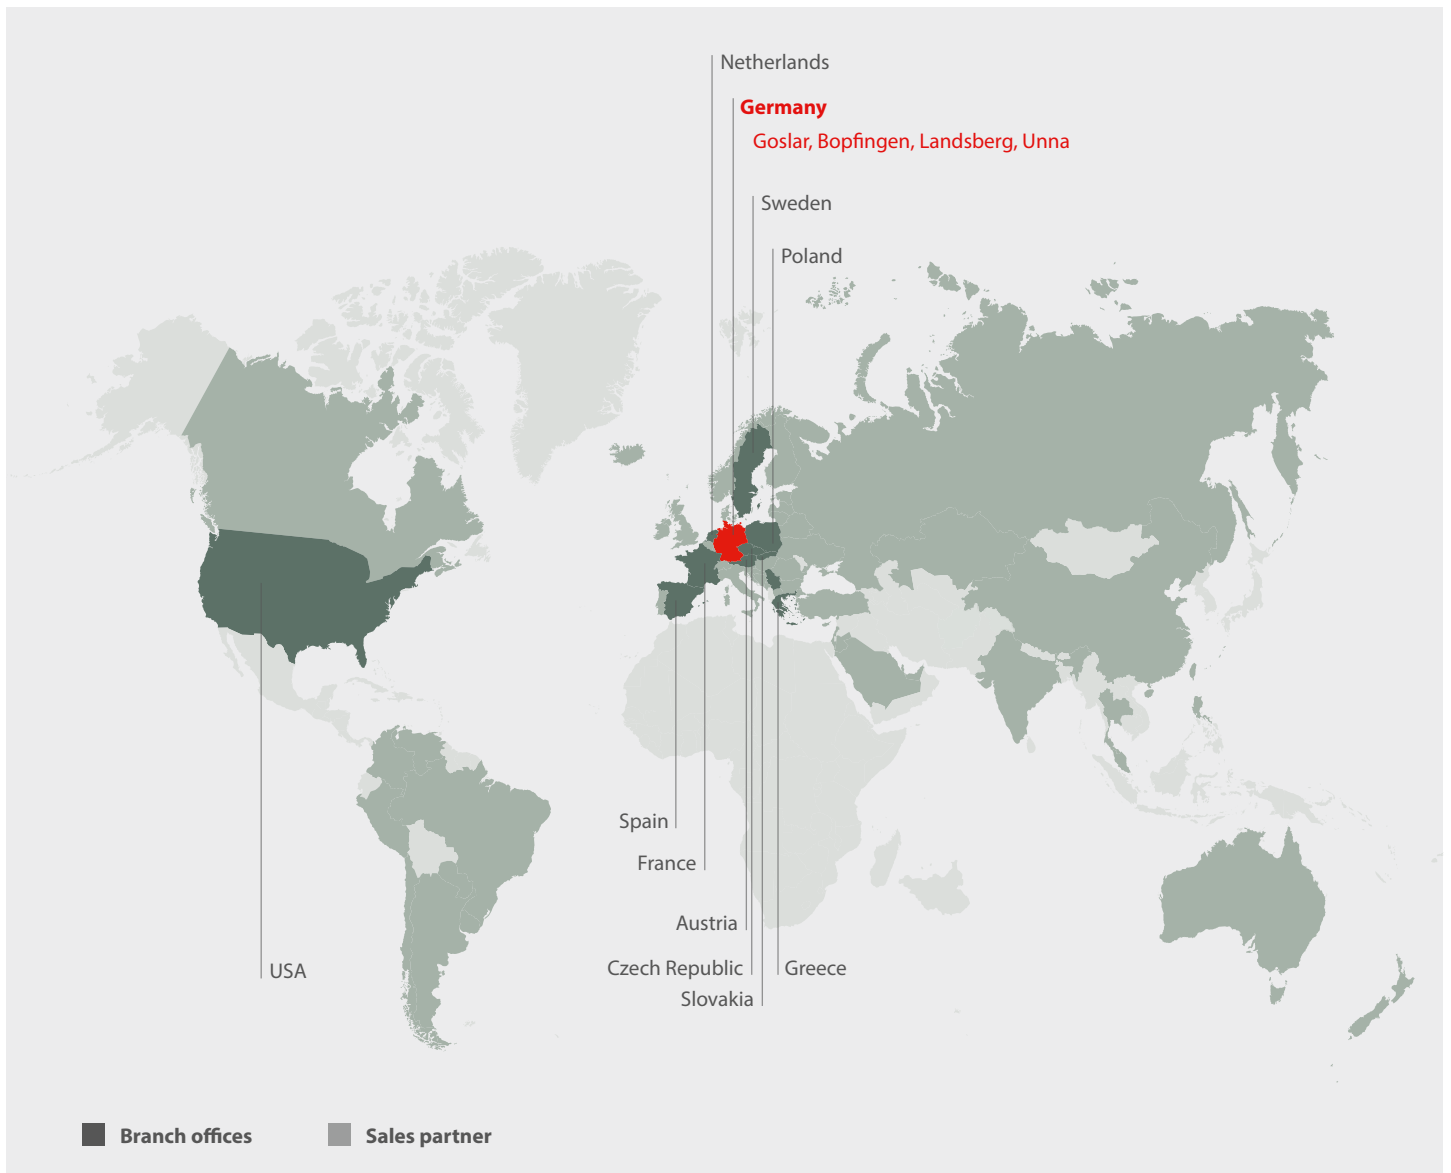 Netherlands
Germany
Goslar, Bopfingen, Landsberg, Unna
Sweden
Poland
Spain
France
Austria
USA
Czech Republic
Greece
Slovakia
Branch offices
Sales partner